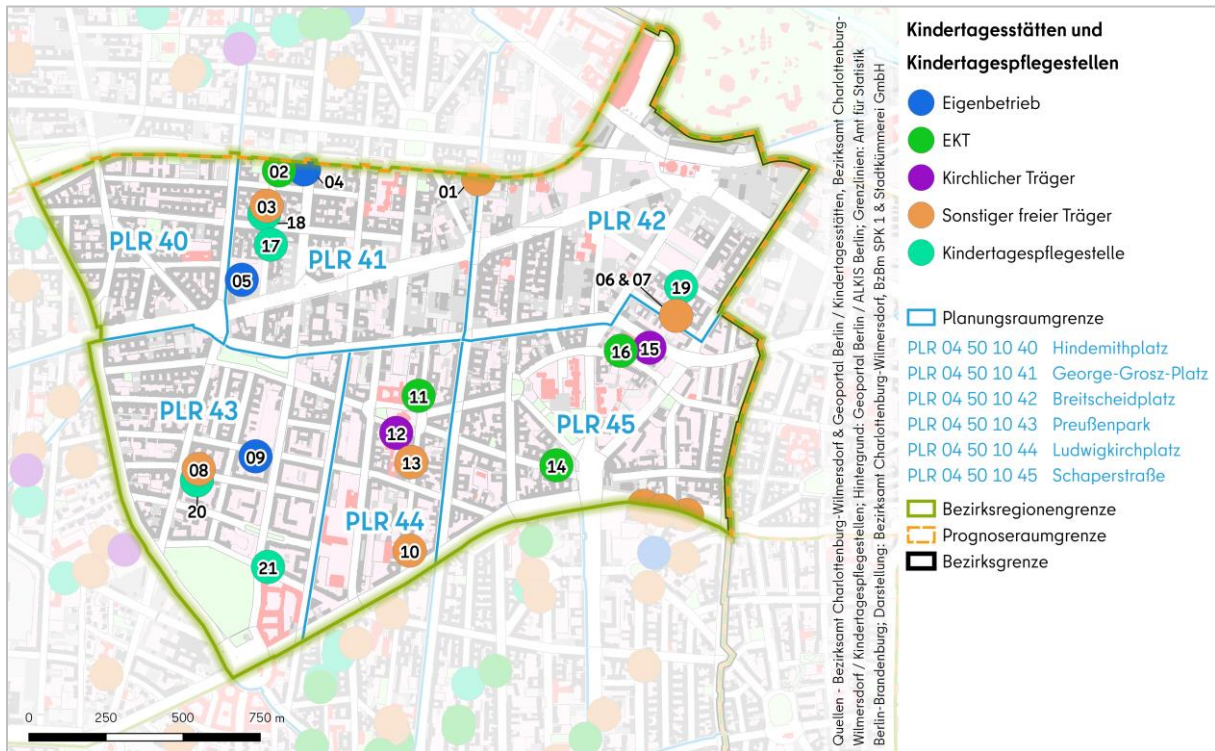 02
04
01
03
18
17
05
PLR 40
PLR 41
PLR 42
06 & 07
19
16
15
11
12
13
PLR 43
PLR 45
09
08
20
14
PLR 44
10
21
0
250
500
750 m
Quellen - Bezirksamt Charlottenburg-Wilmersdorf & Geoportal Berlin / Kindertagesstätten, Bezirksamt Charlottenburg-
Wilmersdorf / Kindertagespflegestellen; Hintergrund: Geoportal Berlin / ALKIS Berlin; Grenzlinien: Amt für Statistik
Berlin-Brandenburg; Darstellung: Bezirksamt Charlottenburg-Wilmersdorf, BzBm SPK 1 & Stadtkümmerei GmbH
Kindertagesstätten und
Kindertagespflegestellen
Eigenbetrieb
EKT
Kirchlicher Träger
Sonstiger freier Träger
Kindertagespflegestelle
Planungsraumgrenze
PLR 04 50 10 40 Hindemithplatz
PLR 04 50 10 41 George-Grosz-Platz
PLR 04 50 10 42 Breitscheidplatz
PLR 04 50 10 43 Preußenpark
PLR 04 50 10 44 Ludwigkirchplatz
PLR 04 50 10 45 Schaperstraße
Bezirksregionengrenze
Prognoseraumgrenze
Bezirksgrenze